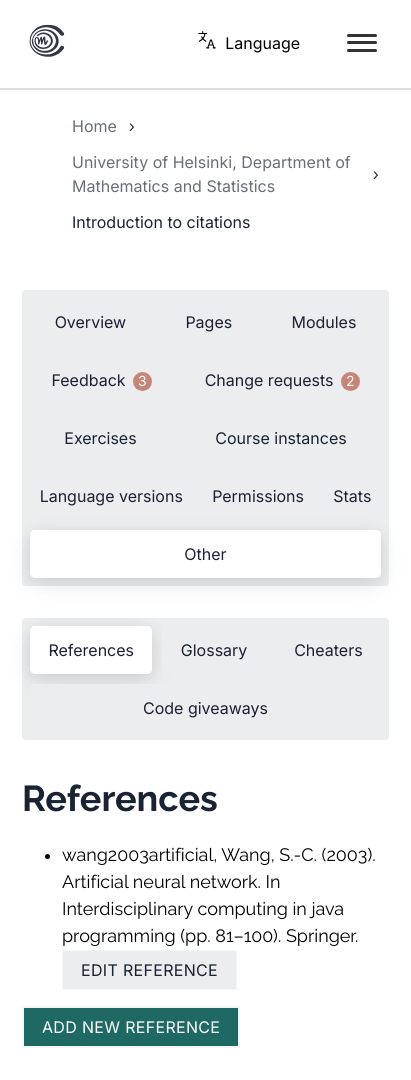 Language
Home ›
University of Helsinki, Department of
Mathematics and Statistics ›
Introduction to citations
Overview Pages Modules
Feedback 3 Change requests 2
Exercises Course instances
Language versions Permissions Stats
Other
References Glossary Cheaters
Code giveaways
References
• wang2003artificial, Wang, S.-C. (2003).
Artificial neural network. In
Interdisciplinary computing in java
programming (pp. 81–100). Springer.
EDIT REFERENCE
ADD NEW REFERENCE